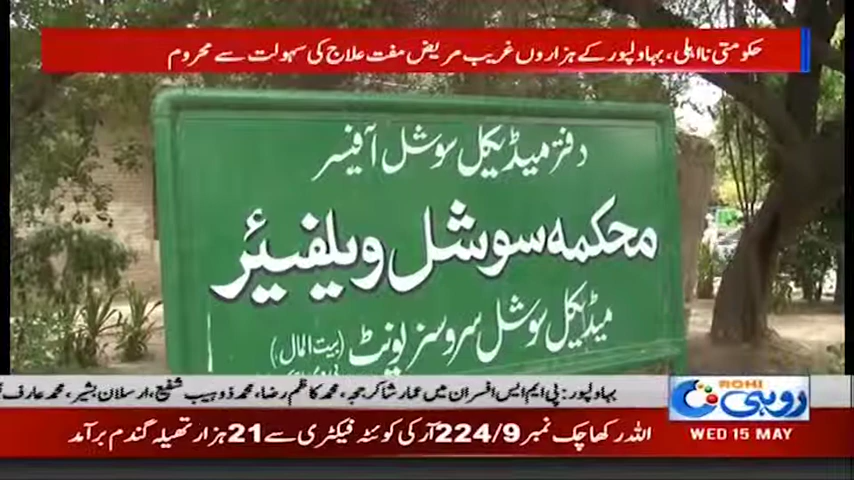 حکومتی نااہلی، بہاولپور کے ہزاروں غریب مریض مفت علاج کی سہولت سے محروم
دفتر میڈیکل سوشل آفیسر
محکمہ سوشل ویلفیئر
میڈیکل سوشل سروسز یونٹ (بیت المال)
بہاولپور: پی ایم ایس افسران میں عمار شاکر ججہ، محمد کاظم رضا، محمد ذوہیب شفیع، ارسلان بشیر، محمد عارف
ROHI
روہی
اللہ رکھا چک نمبر 224/9 آر کی کوئٹہ فیکٹری سے 21 ہزار تھیلہ گندم برآمد
WED 15 MAY